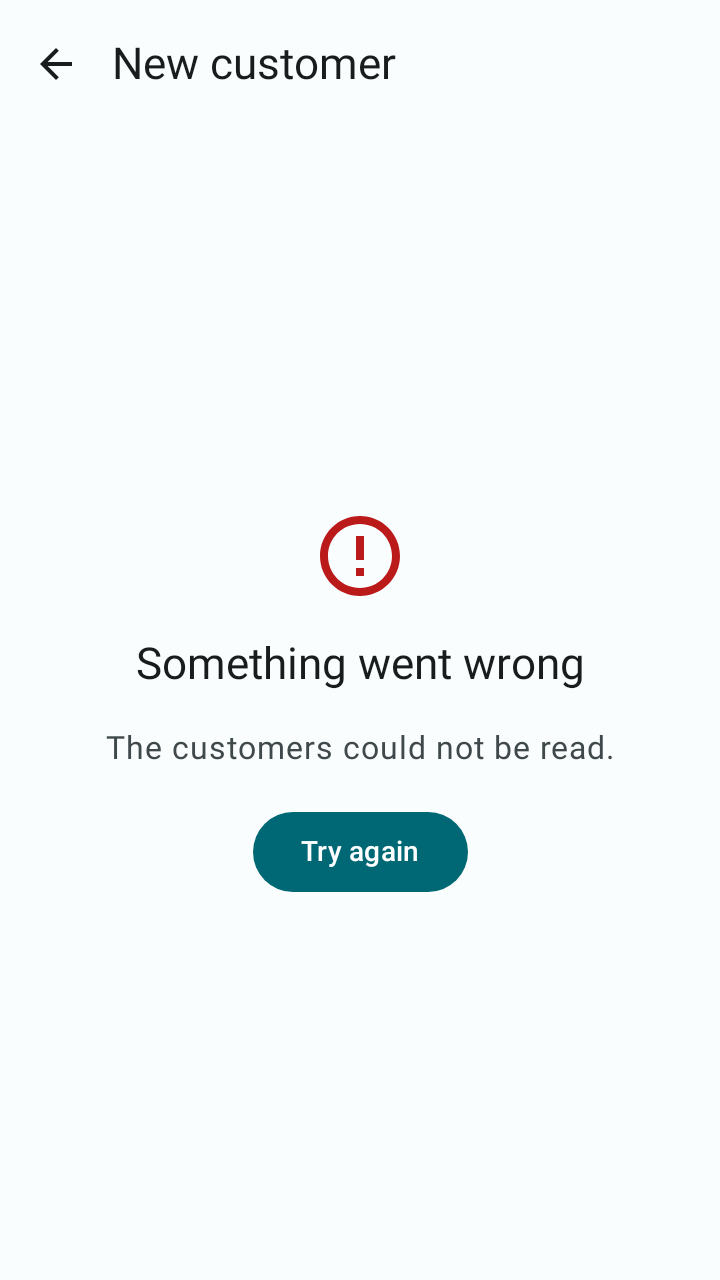 New customer
Something went wrong
The customers could not be read.
Try again